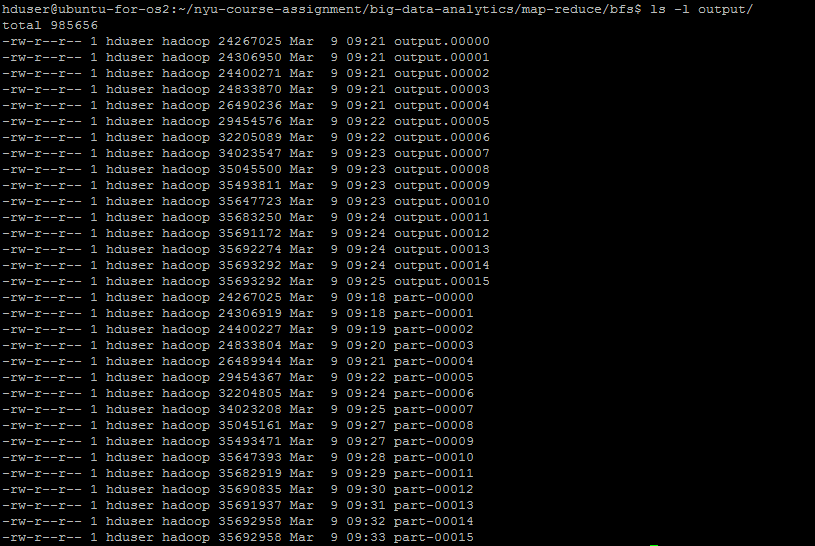 hduser@ubuntu-for-os2:~/nyu-course-assignment/big-data-analytics/map-reduce/bfs$ ls -l output/
total 985656
-rw-r--r-- 1 hduser hadoop 24267025 Mar  9 09:21 output.00000
-rw-r--r-- 1 hduser hadoop 24306950 Mar  9 09:21 output.00001
-rw-r--r-- 1 hduser hadoop 24400271 Mar  9 09:21 output.00002
-rw-r--r-- 1 hduser hadoop 24833870 Mar  9 09:21 output.00003
-rw-r--r-- 1 hduser hadoop 26490236 Mar  9 09:21 output.00004
-rw-r--r-- 1 hduser hadoop 29454576 Mar  9 09:22 output.00005
-rw-r--r-- 1 hduser hadoop 32205089 Mar  9 09:22 output.00006
-rw-r--r-- 1 hduser hadoop 34023547 Mar  9 09:23 output.00007
-rw-r--r-- 1 hduser hadoop 35045500 Mar  9 09:23 output.00008
-rw-r--r-- 1 hduser hadoop 35493811 Mar  9 09:23 output.00009
-rw-r--r-- 1 hduser hadoop 35647723 Mar  9 09:23 output.00010
-rw-r--r-- 1 hduser hadoop 35683250 Mar  9 09:24 output.00011
-rw-r--r-- 1 hduser hadoop 35691172 Mar  9 09:24 output.00012
-rw-r--r-- 1 hduser hadoop 35692274 Mar  9 09:24 output.00013
-rw-r--r-- 1 hduser hadoop 35693292 Mar  9 09:24 output.00014
-rw-r--r-- 1 hduser hadoop 35693292 Mar  9 09:25 output.00015
-rw-r--r-- 1 hduser hadoop 24267025 Mar  9 09:18 part-00000
-rw-r--r-- 1 hduser hadoop 24306919 Mar  9 09:18 part-00001
-rw-r--r-- 1 hduser hadoop 24400227 Mar  9 09:19 part-00002
-rw-r--r-- 1 hduser hadoop 24833804 Mar  9 09:20 part-00003
-rw-r--r-- 1 hduser hadoop 26489944 Mar  9 09:21 part-00004
-rw-r--r-- 1 hduser hadoop 29454367 Mar  9 09:22 part-00005
-rw-r--r-- 1 hduser hadoop 32204805 Mar  9 09:24 part-00006
-rw-r--r-- 1 hduser hadoop 34023208 Mar  9 09:25 part-00007
-rw-r--r-- 1 hduser hadoop 35045161 Mar  9 09:27 part-00008
-rw-r--r-- 1 hduser hadoop 35493471 Mar  9 09:27 part-00009
-rw-r--r-- 1 hduser hadoop 35647393 Mar  9 09:28 part-00010
-rw-r--r-- 1 hduser hadoop 35682919 Mar  9 09:29 part-00011
-rw-r--r-- 1 hduser hadoop 35690835 Mar  9 09:30 part-00012
-rw-r--r-- 1 hduser hadoop 35691937 Mar  9 09:31 part-00013
-rw-r--r-- 1 hduser hadoop 35692958 Mar  9 09:32 part-00014
-rw-r--r-- 1 hduser hadoop 35692958 Mar  9 09:33 part-00015